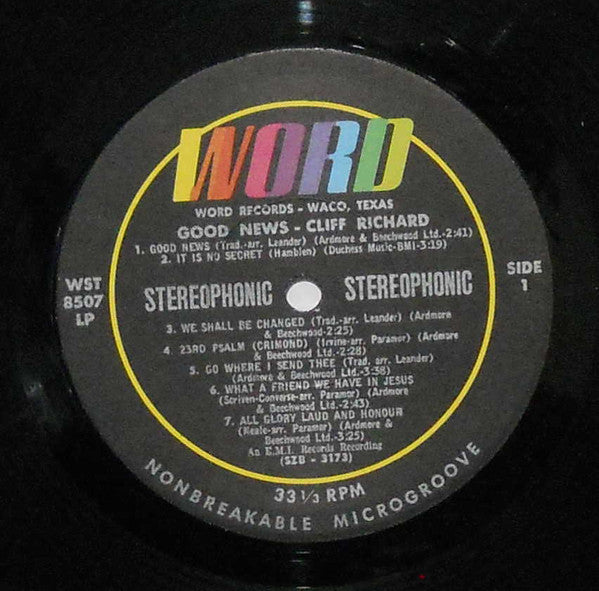 WORD
WORD RECORDS - WACO, TEXAS
GOOD NEWS - CLIFF RICHARD
1. GOOD NEWS (Trad.-arr. Leander) (Ardmore & Beechwood Ltd.-2:41)
2. IT IS NO SECRET (Hamblen) (Duchess Music-BMI-3:19)
WST
8507
LP
STEREOPHONIC STEREOPHONIC
SIDE
1
3. WE SHALL BE CHANGED (Trad.-arr. Leander) (Ardmore
& Beechwood-2:25)
4. 23RD PSALM (CRIMOND) (Irvine-arr. Paramor) (Ardmore
& Beechwood Ltd.-2:28)
5. GO WHERE I SEND THEE (Trad. arr. Leander)
(Ardmore & Beechwood Ltd.-3:38)
6. WHAT A FRIEND WE HAVE IN JESUS
(Scriven-Converse-arr. Paramor) (Ardmore &
Beechwood Ltd.-2:43)
7. ALL GLORY LAUD AND HONOUR
(Neale-arr. Paramor) (Ardmore &
Beechwood Ltd.-3:25)
An E.M.I. Records Recording
(SZB - 3173)
33 1/3 RPM
NONBREAKABLE MICROGROOVE